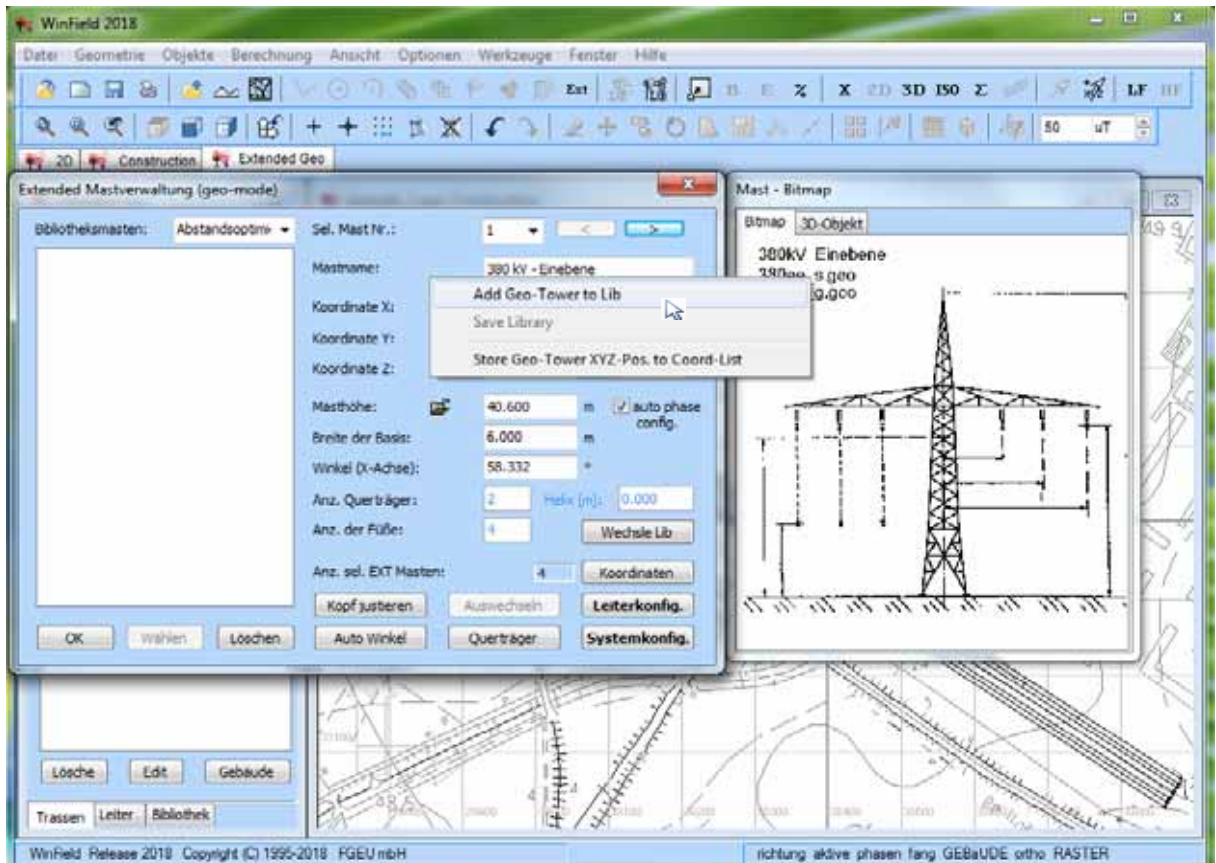 WinField 2018
Datei Geometrie Objekte Berechnung Ansicht Optionen Werkzeuge Fenster Hilfe
Ext X 2D 3D ISO Σ LF HF
50 uT
2D Construction Extended Geo
Extended Mastverwaltung (geo-mode)
Bibliotheksmasten: Abstandsoptimi
Sel. Mast Nr.: 1 < >
Mastname: 380 kV - Einebene
Add Geo-Tower to Lib
Koordinate X:
Save Library
Koordinate Y:
Store Geo-Tower XYZ-Pos. to Coord-List
Koordinate Z:
Masthöhe: 40.600 m auto phase config.
Breite der Basis: 6.000 m
Winkel (X-Achse): 58.332 °
Anz. Querträger: 2 Helix [m]: 0.000
Anz. der Füße: 4 Wechsle Lib
Anz. sel. EXT Masten: 4 Koordinaten
Kopf justieren Auswechseln Leiterkonfig.
OK Wählen Löschen Auto Winkel Querträger Systemkonfig.
Mast - Bitmap
Bitmap 3D-Objekt
380kV Einebene
s.geo
g.geo
Lösche Edit Gebäude
Trassen Leiter Bibliothek
WinField Release 2018 Copyright (C) 1995-2018 FGEU mbH
richtung aktive phasen fang GEBaUDE ortho RASTER